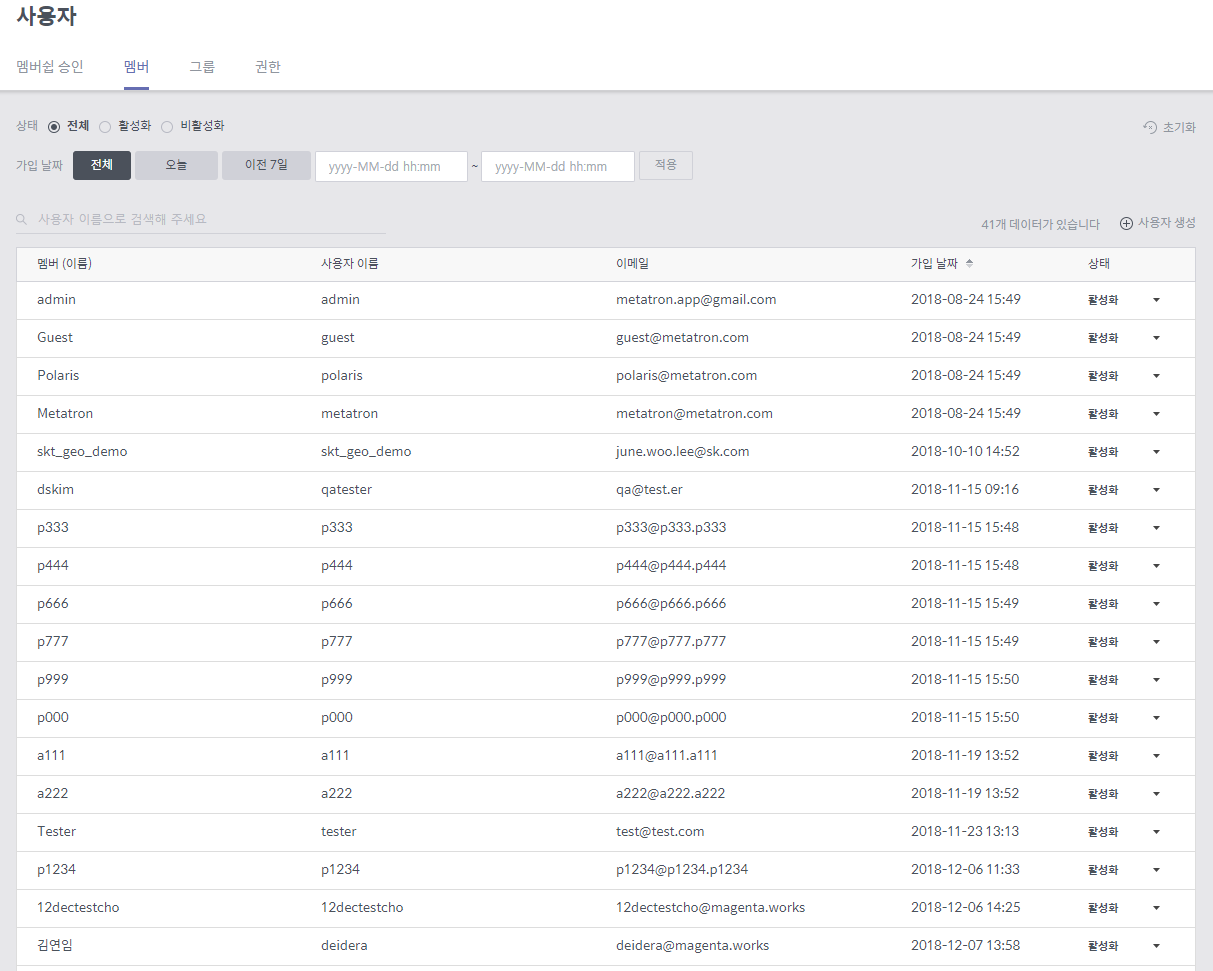 사용자
멤버쉽 승인 멤버 그룹 권한
상태 전체 활성화 비활성화 초기화
가입 날짜 전체 오늘 이전 7일 yyyy-MM-dd hh:mm ~ yyyy-MM-dd hh:mm 적용
사용자 이름으로 검색해 주세요 41개 데이터가 있습니다 사용자 생성
멤버 (이름) 사용자 이름 이메일 가입 날짜 상태
admin admin metatron.app@gmail.com 2018-08-24 15:49 활성화
Guest guest guest@metatron.com 2018-08-24 15:49 활성화
Polaris polaris polaris@metatron.com 2018-08-24 15:49 활성화
Metatron metatron metatron@metatron.com 2018-08-24 15:49 활성화
skt_geo_demo skt_geo_demo june.woo.lee@sk.com 2018-10-10 14:52 활성화
dskim qatester qa@test.er 2018-11-15 09:16 활성화
p333 p333 p333@p333.p333 2018-11-15 15:48 활성화
p444 p444 p444@p444.p444 2018-11-15 15:48 활성화
p666 p666 p666@p666.p666 2018-11-15 15:49 활성화
p777 p777 p777@p777.p777 2018-11-15 15:49 활성화
p999 p999 p999@p999.p999 2018-11-15 15:50 활성화
p000 p000 p000@p000.p000 2018-11-15 15:50 활성화
a111 a111 a111@a111.a111 2018-11-19 13:52 활성화
a222 a222 a222@a222.a222 2018-11-19 13:52 활성화
Tester tester test@test.com 2018-11-23 13:13 활성화
p1234 p1234 p1234@p1234.p1234 2018-12-06 11:33 활성화
12dectestcho 12dectestcho 12dectestcho@magenta.works 2018-12-06 14:25 활성화
김연임 deidera deidera@magenta.works 2018-12-07 13:58 활성화